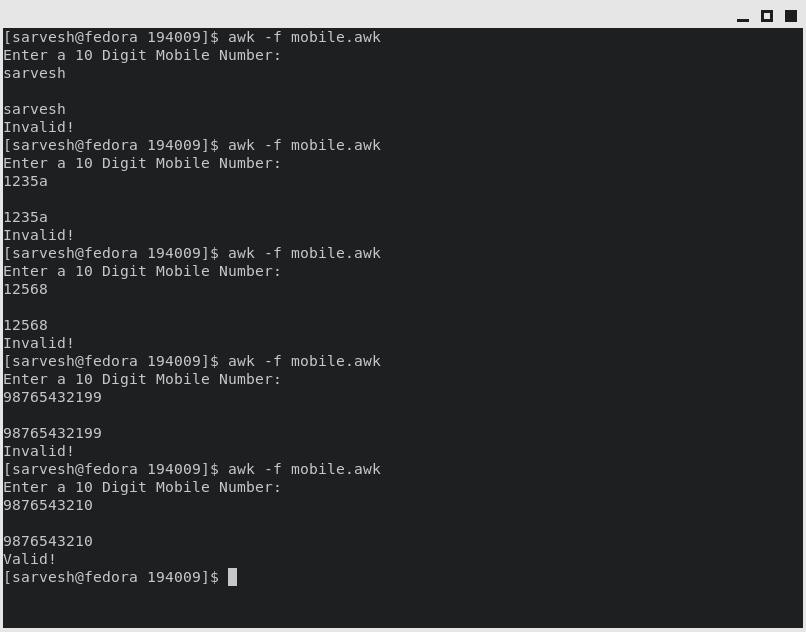 [sarvesh@fedora 194009]$ awk -f mobile.awk
Enter a 10 Digit Mobile Number:
sarvesh

sarvesh
Invalid!
[sarvesh@fedora 194009]$ awk -f mobile.awk
Enter a 10 Digit Mobile Number:
1235a

1235a
Invalid!
[sarvesh@fedora 194009]$ awk -f mobile.awk
Enter a 10 Digit Mobile Number:
12568

12568
Invalid!
[sarvesh@fedora 194009]$ awk -f mobile.awk
Enter a 10 Digit Mobile Number:
98765432199

98765432199
Invalid!
[sarvesh@fedora 194009]$ awk -f mobile.awk
Enter a 10 Digit Mobile Number:
9876543210

9876543210
Valid!
[sarvesh@fedora 194009]$